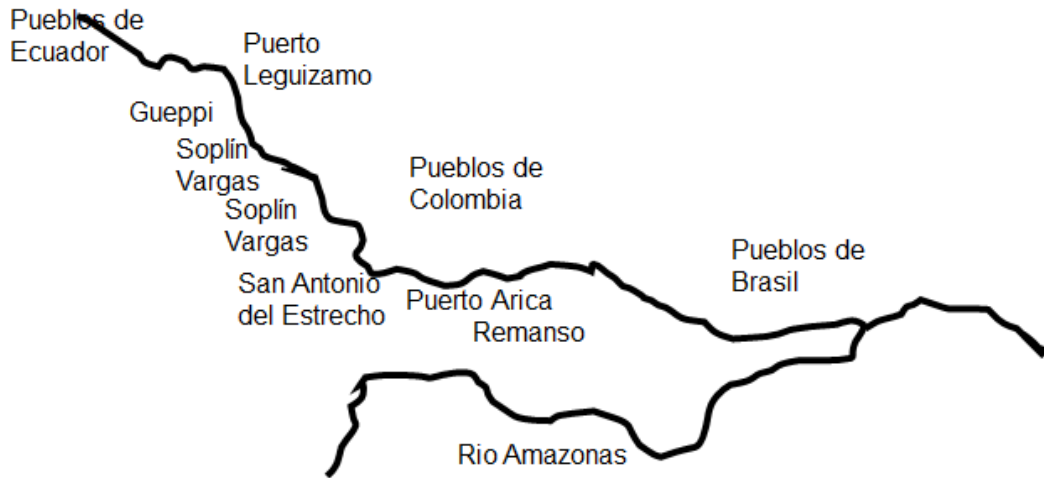 Pueblos de
Ecuador
Puerto
Leguizamo
Gueppi
Soplín
Vargas
Pueblos de
Colombia
Soplín
Vargas
Pueblos de
Brasil
San Antonio
del Estrecho
Puerto Arica
Remanso
Rio Amazonas